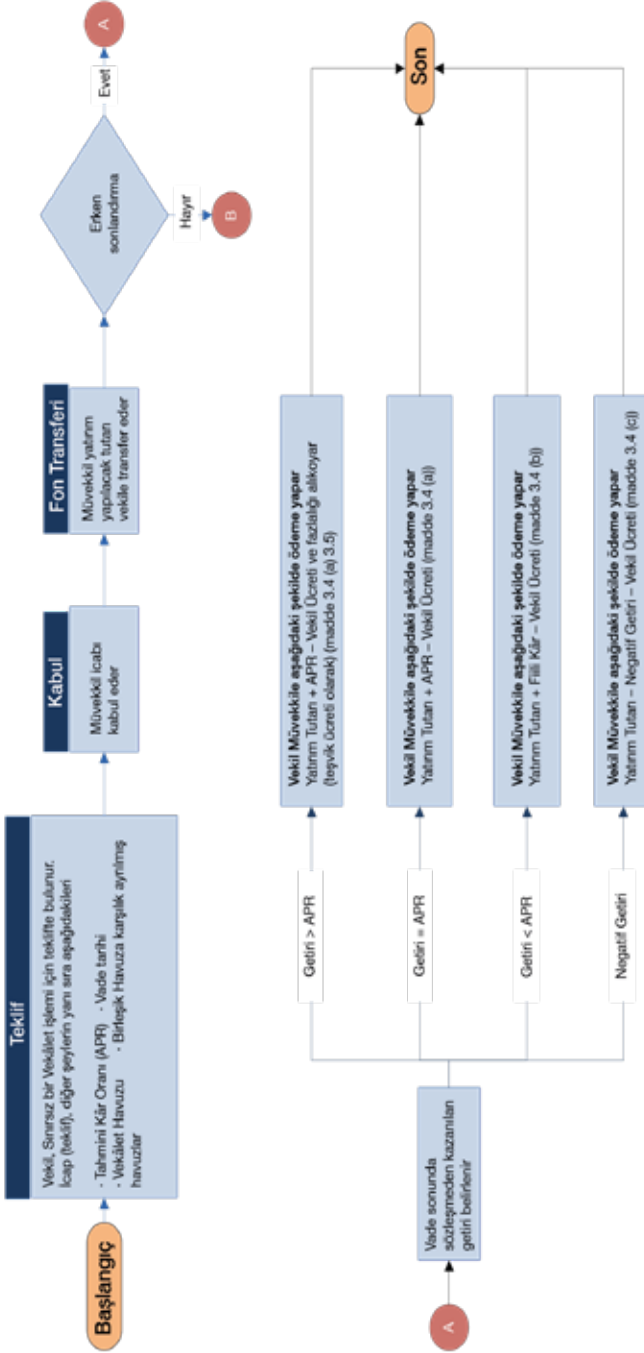 Başlangıç
Teklif
Vekil, Sınırsız bir Vekâlet işlemi için teklifte bulunur.
İcap (teklif), diğer şeylerin yanı sıra aşağıdakileri
- Tahmini Kâr Oranı (APR) - Vade tarihi
- Vekâlet Havuzu - Birleşik Havuza karşılık ayrılmış
havuzlar
Kabul
Müvekkil icabı
kabul eder
Fon Transferi
Müvekkil yatırım
yapılacak tutarı
vekile transfer eder
Erken
sonlandırma
Evet
A
Hayır
B
A
Vade sonunda
sözleşmeden kazanılan
getiri belirlenir
Getiri > APR
Vekil Müvekkile aşağıdaki şekilde ödeme yapar
Yatırım Tutarı + APR – Vekil Ücreti ve fazlalığı alıkoyar
(teşvik ücreti olarak) (madde 3.4 (a) 3.5)
Getiri = APR
Vekil Müvekkile aşağıdaki şekilde ödeme yapar
Yatırım Tutarı + APR – Vekil Ücreti (madde 3.4 (a))
Getiri < APR
Vekil Müvekkile aşağıdaki şekilde ödeme yapar
Yatırım Tutarı + Fiili Kâr – Vekil Ücreti (madde 3.4 (b))
Negatif Getiri
Vekil Müvekkile aşağıdaki şekilde ödeme yapar
Yatırım Tutarı – Negatif Getiri – Vekil Ücreti (madde 3.4 (c))
Son